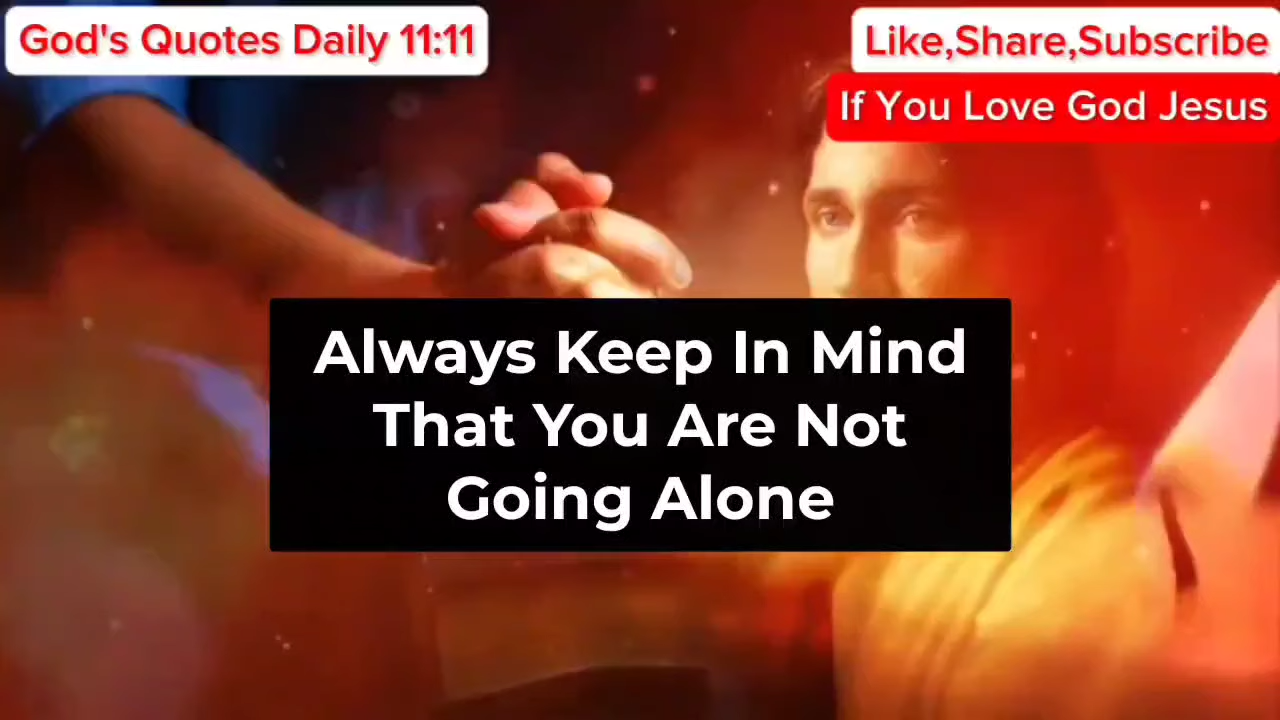 God's Quotes Daily 11:11
Like,Share,Subscribe
If You Love God Jesus
Always Keep In Mind
That You Are Not
Going Alone